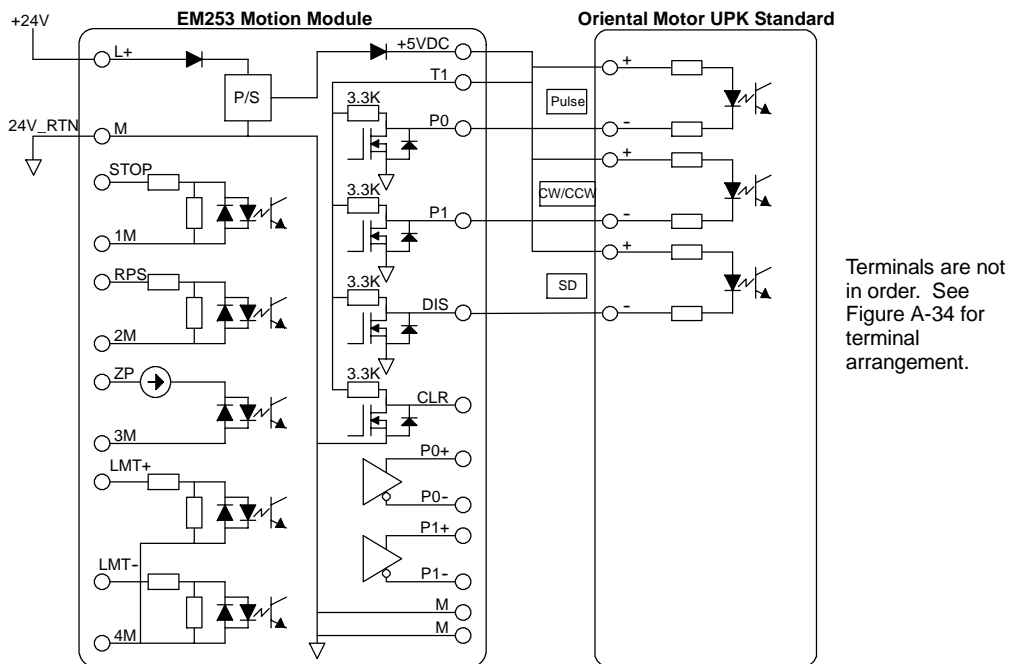 EM253 Motion Module
Oriental Motor UPK Standard
+24V
L+
P/S
24V_RTN
M
STOP
1M
RPS
2M
ZP
3M
LMT+
LMT-
4M
+5VDC
T1
3.3K
P0
3.3K
P1
3.3K
DIS
3.3K
CLR
P0+
P0-
P1+
P1-
M
M
+
Pulse
-
+
CW/CCW
-
+
SD
-
Terminals are not
in order. See
Figure A-34 for
terminal
arrangement.